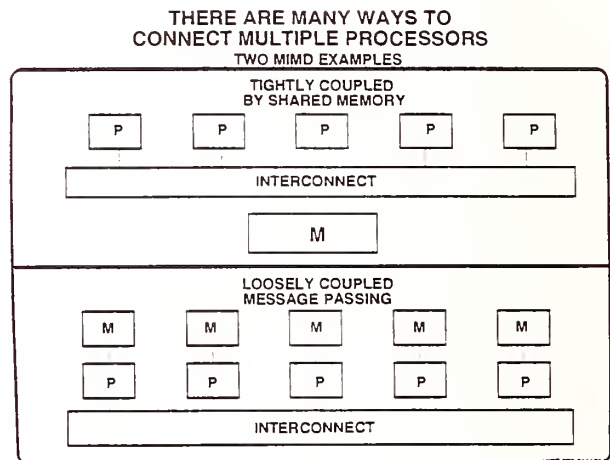 THERE ARE MANY WAYS TO
CONNECT MULTIPLE PROCESSORS
TWO MIMD EXAMPLES
TIGHTLY COUPLED
BY SHARED MEMORY
P P P P P
INTERCONNECT
M
LOOSELY COUPLED
MESSAGE PASSING
M M M M M
P P P P P
INTERCONNECT